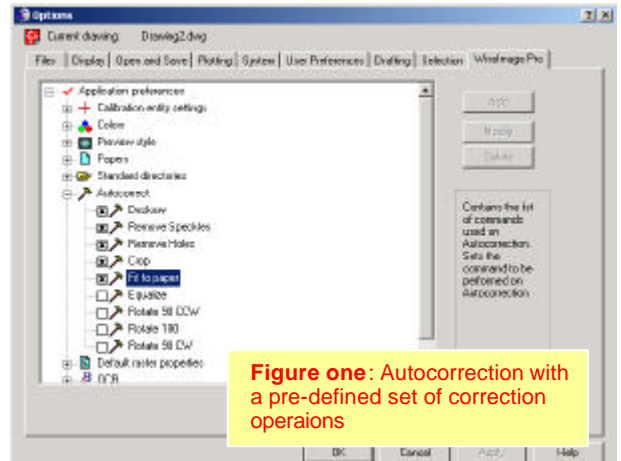 Options
Current drawing: Drawing2.dwg
Files Display Open and Save Plotting System User Preferences Drafting Selection WiseImage Pro
Application preferences
Calibration entity settings
Colors
Preview style
Papers
Standard directories
Autocorrect
Deskew
Remove Speckles
Remove Holes
Crop
Fit to paper
Equalize
Rotate 90 CCW
Rotate 180
Rotate 90 CW
Default raster properties
OCR
Add
Modify
Delete
Contains the list
of commands
used on
Autocorrection.
Sets the
command to be
performed on
Autocorrection
Figure one: Autocorrection with
a pre-defined set of correction
operaions
OK Cancel Apply Help